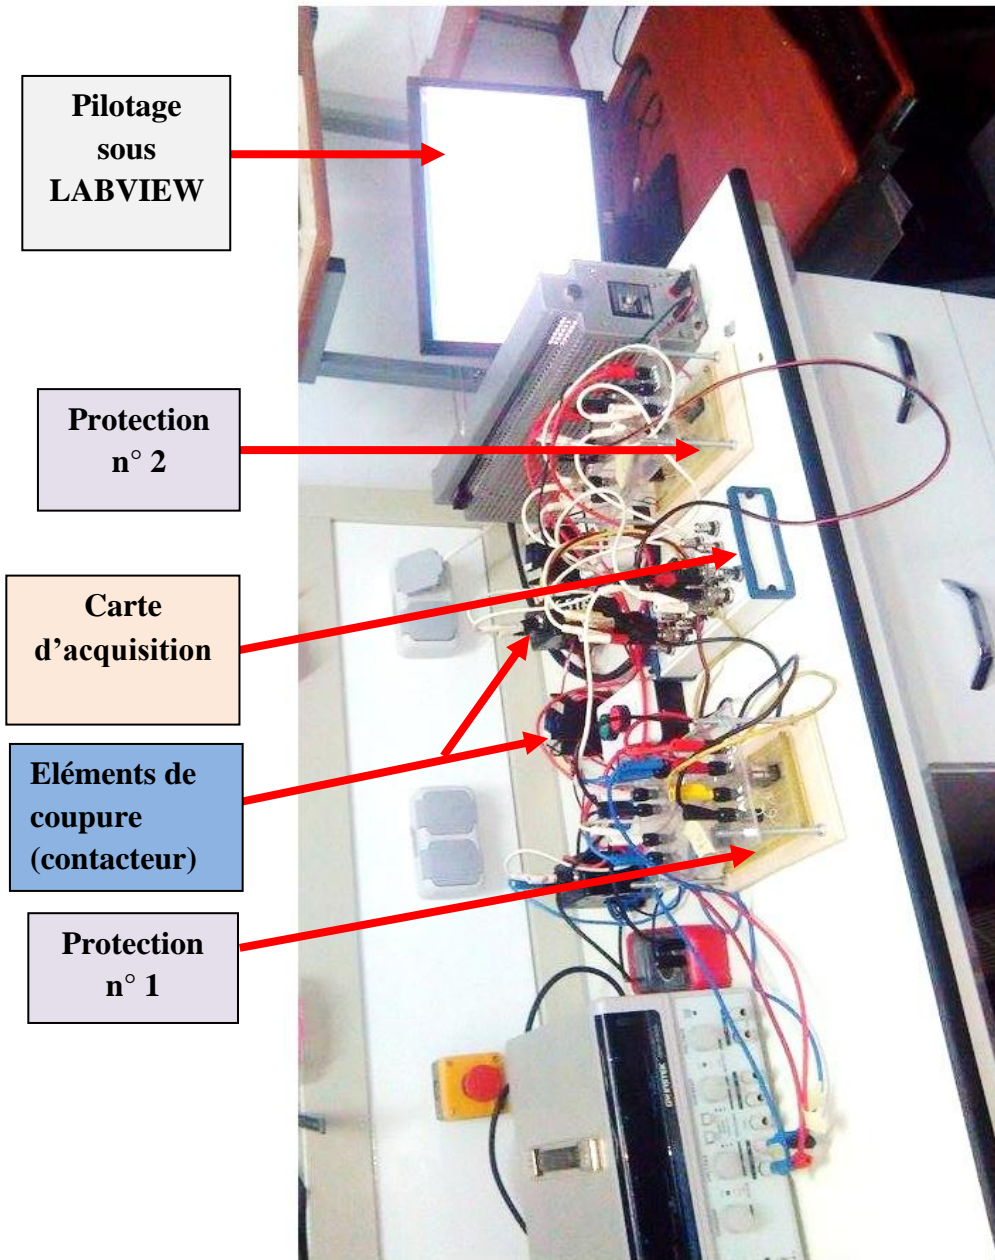 Pilotage
sous
LABVIEW
Protection
n° 2
Carte
d’acquisition
Eléments de
coupure
(contacteur)
Protection
n° 1
GWINSTEK